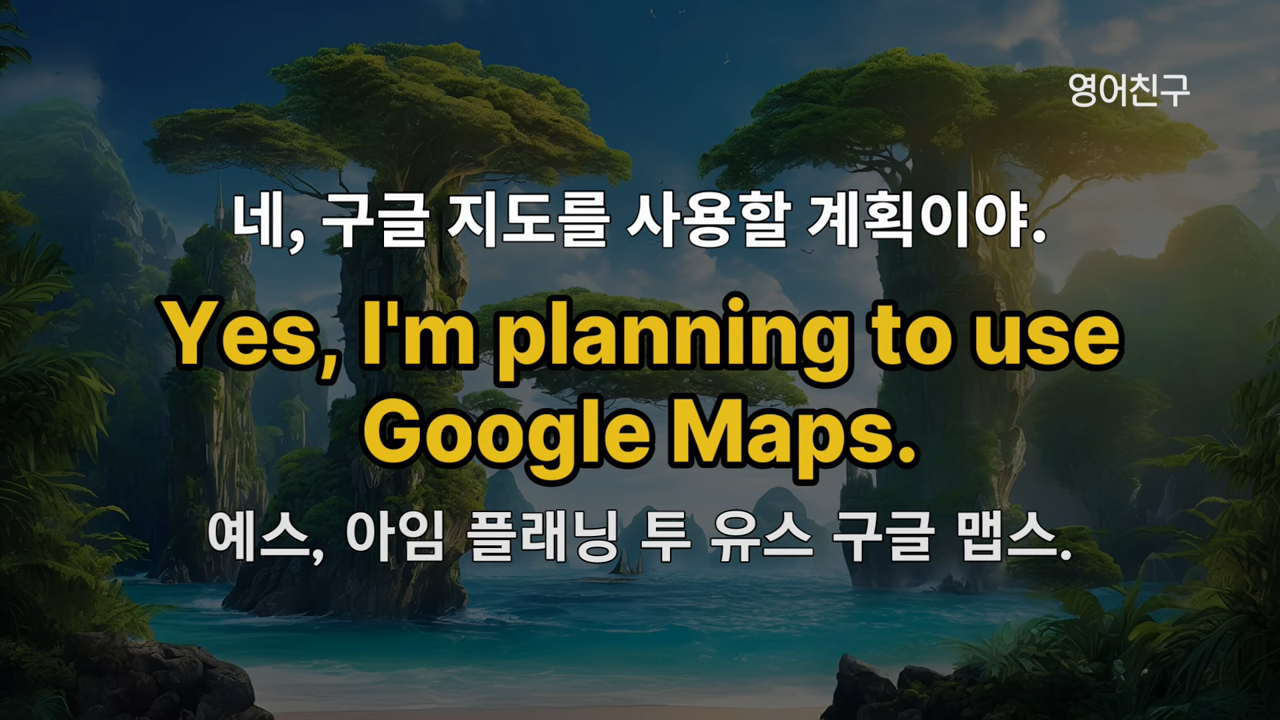 영어친구
네, 구글 지도를 사용할 계획이야.
Yes, I'm planning to use
Google Maps.
예스, 아임 플래닝 투 유스 구글 맵스.